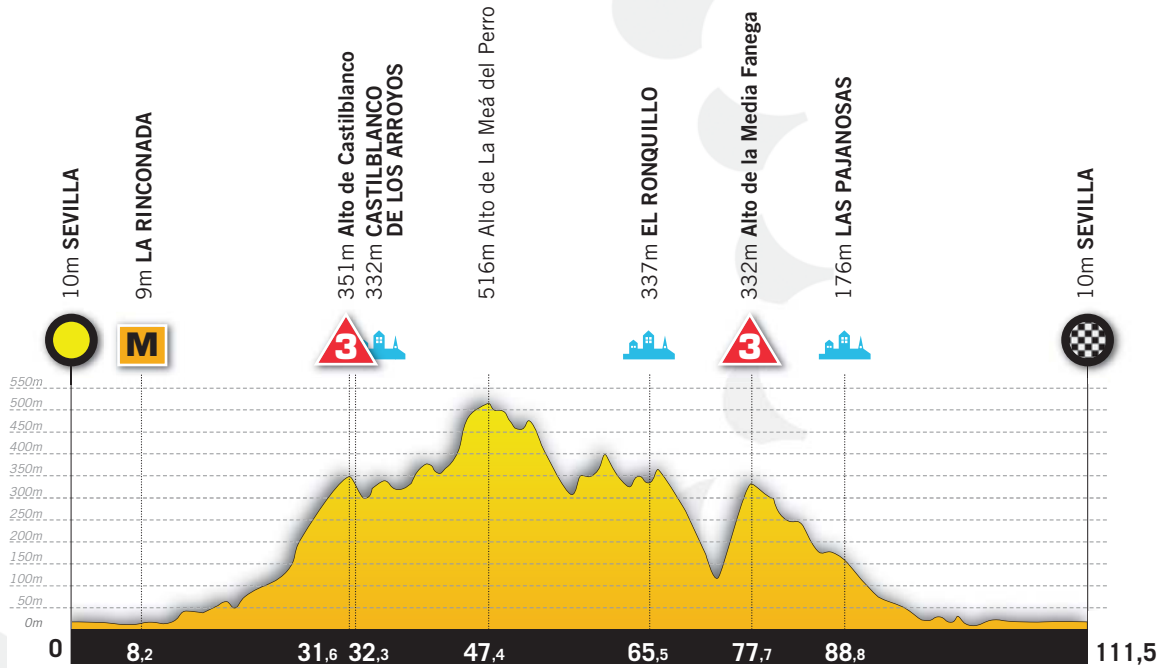 10m SEVILLA
9m LA RINCONADA
351m Alto de Castilblanco
332m CASTILBLANCO
DE LOS ARROYOS
516m Alto de La Meá del Perro
337m EL RONQUILLO
332m Alto de la Media Fanega
176m LAS PAJANOSAS
10m SEVILLA
M
3
3
550m
500m
450m
400m
350m
300m
250m
200m
150m
100m
50m
0m
0 8,2 31,6 32,3 47,4 65,5 77,7 88,8 111,5